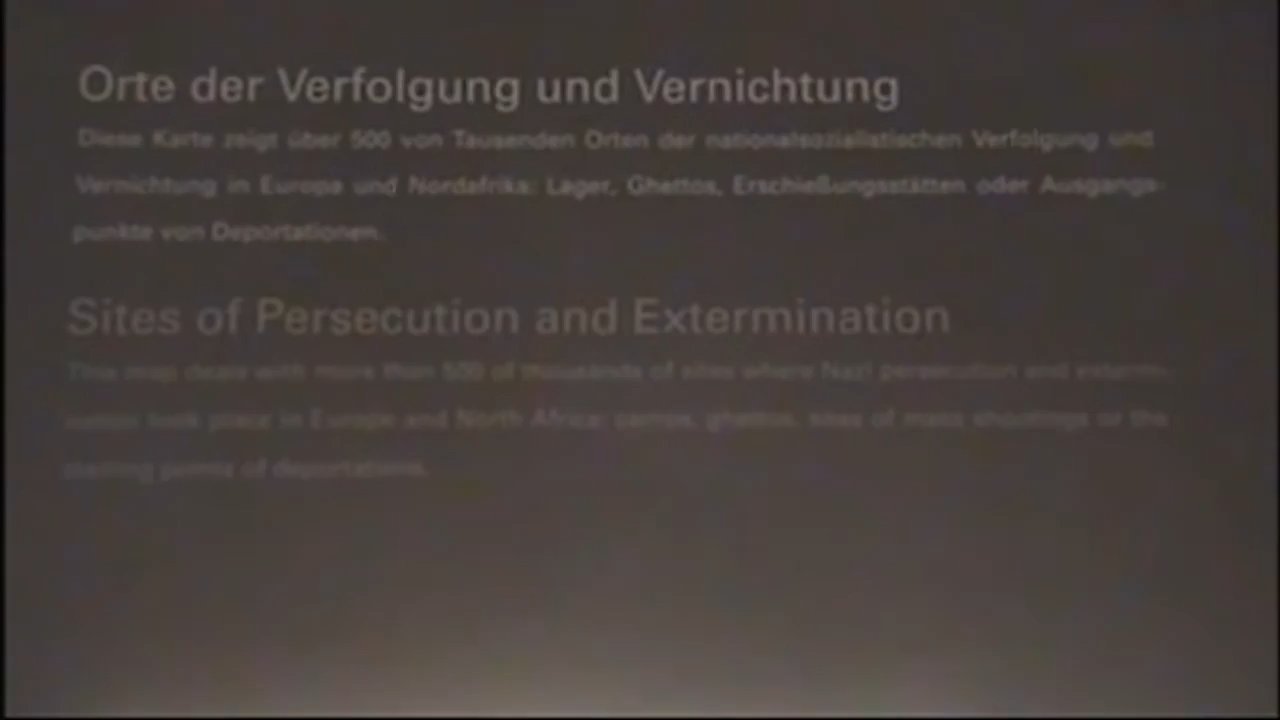 Orte der Verfolgung und Vernichtung
Diese Karte zeigt über 500 von Tausenden Orten der nationalsozialistischen Verfolgung und
Vernichtung in Europa und Nordafrika: Lager, Ghettos, Erschießungsstätten oder Ausgangs-
punkte von Deportationen.
Sites of Persecution and Extermination
This map deals with more than 500 of thousands of sites where Nazi persecution and extermi-
nation took place in Europe and North Africa: camps, ghettos, sites of mass shootings or the
starting points of deportations.